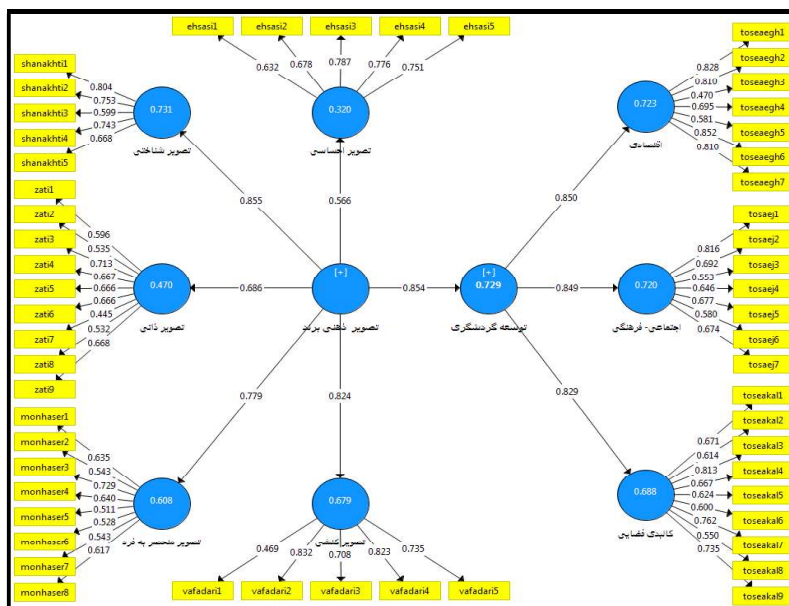 ehsasi1
ehsasi2
ehsasi3
ehsasi4
ehsasi5
0.632
0.678
0.787
0.776
0.751
0.320
تصویر احساسی
shanakhti1
shanakhti2
shanakhti3
shanakhti4
shanakhti5
0.804
0.753
0.599
0.743
0.668
0.731
تصویر شناختی
toseaegh1
toseaegh2
toseaegh3
toseaegh4
toseaegh5
toseaegh6
toseaegh7
0.828
0.810
0.470
0.695
0.581
0.852
0.810
0.723
اقتصادی
0.855
0.566
0.850
zati1
zati2
zati3
zati4
zati5
zati6
zati7
zati8
zati9
0.596
0.535
0.713
0.667
0.666
0.666
0.445
0.532
0.668
0.470
تصویر ذاتی
0.686
[+]
تصویر ذهنی برند
0.854
[+]
0.729
توسعه گردشگری
0.849
0.720
اجتماعی- فرهنگی
0.816
0.692
0.553
0.646
0.677
0.580
0.674
tosaej1
tosaej2
tosaej3
tosaej4
tosaej5
tosaej6
tosaej7
0.779
0.824
0.829
monhaser1
monhaser2
monhaser3
monhaser4
monhaser5
monhaser6
monhaser7
monhaser8
0.635
0.543
0.729
0.640
0.511
0.528
0.543
0.617
0.608
تصویر منحصر به فرد
0.679
تصویر کنشی
0.469
0.832
0.708
0.823
0.735
vafadari1
vafadari2
vafadari3
vafadari4
vafadari5
0.688
کالبدی فضایی
0.671
0.614
0.813
0.667
0.624
0.600
0.762
0.550
0.735
toseakal1
toseakal2
toseakal3
toseakal4
toseakal5
toseakal6
toseakal7
toseakal8
toseakal9